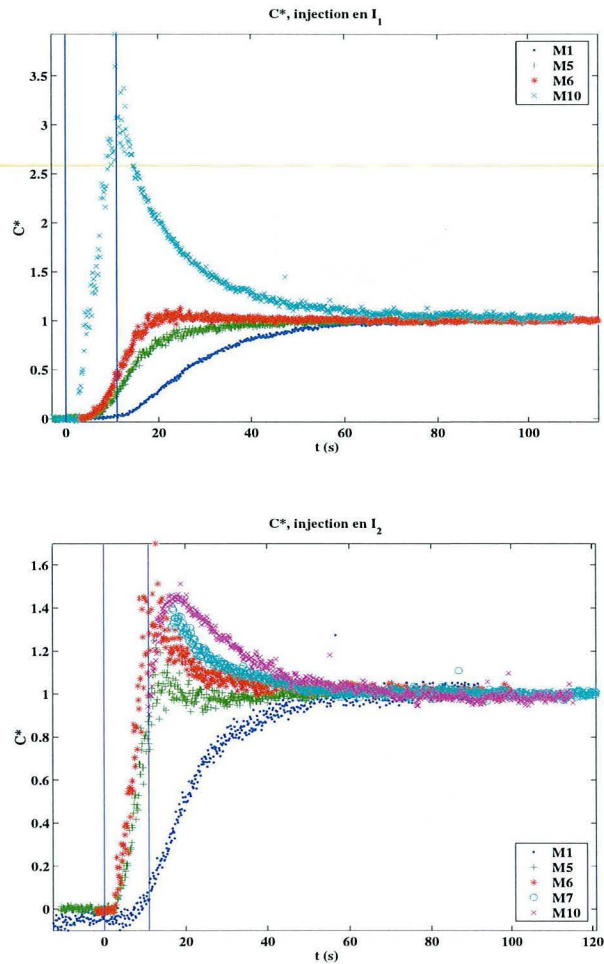 C*, injection en I1
3.5
3
2.5
2
1.5
1
0.5
0
C*
0 20 40 60 80 100
t (s)
M1
M5
M6
M10
C*, injection en I2
1.6
1.4
1.2
1
0.8
0.6
0.4
0.2
0
C*
0 20 40 60 80 100 120
t (s)
M1
M5
M6
M7
M10